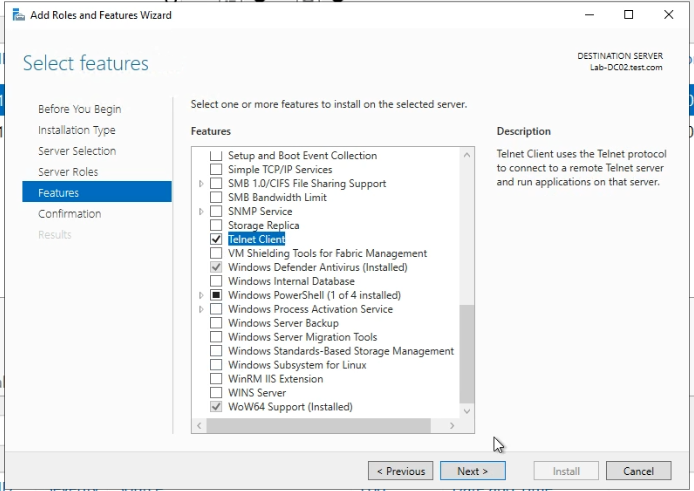 Add Roles and Features Wizard
Select features
DESTINATION SERVER
Lab-DC02.test.com
Before You Begin
Installation Type
Server Selection
Server Roles
Features
Confirmation
Results
Select one or more features to install on the selected server.
Features
Setup and Boot Event Collection
Simple TCP/IP Services
SMB 1.0/CIFS File Sharing Support
SMB Bandwidth Limit
SNMP Service
Storage Replica
Telnet Client
VM Shielding Tools for Fabric Management
Windows Defender Antivirus (Installed)
Windows Internal Database
Windows PowerShell (1 of 4 installed)
Windows Process Activation Service
Windows Server Backup
Windows Server Migration Tools
Windows Standards-Based Storage Management
Windows Subsystem for Linux
WinRM IIS Extension
WINS Server
WoW64 Support (Installed)
Description
Telnet Client uses the Telnet protocol
to connect to a remote Telnet server
and run applications on that server.
< Previous
Next >
Install
Cancel